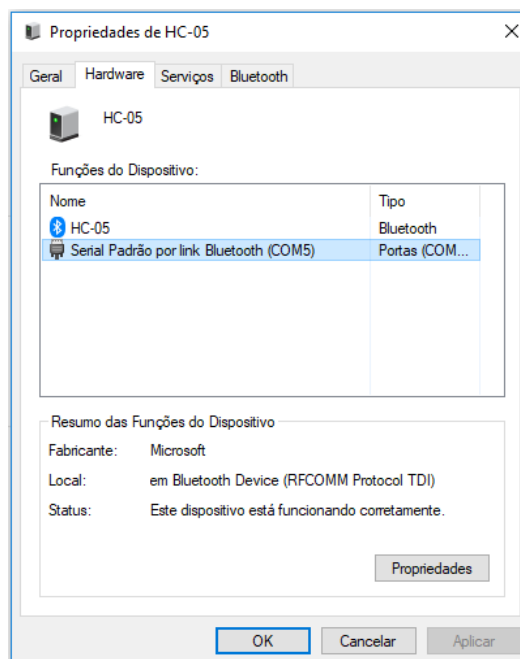 Propriedades de HC-05
Geral Hardware Serviços Bluetooth
HC-05
Funções do Dispositivo:
Nome Tipo
HC-05 Bluetooth
Serial Padrão por link Bluetooth (COM5) Portas (COM...
Resumo das Funções do Dispositivo
Fabricante: Microsoft
Local: em Bluetooth Device (RFCOMM Protocol TDI)
Status: Este dispositivo está funcionando corretamente.
Propriedades
OK Cancelar Aplicar